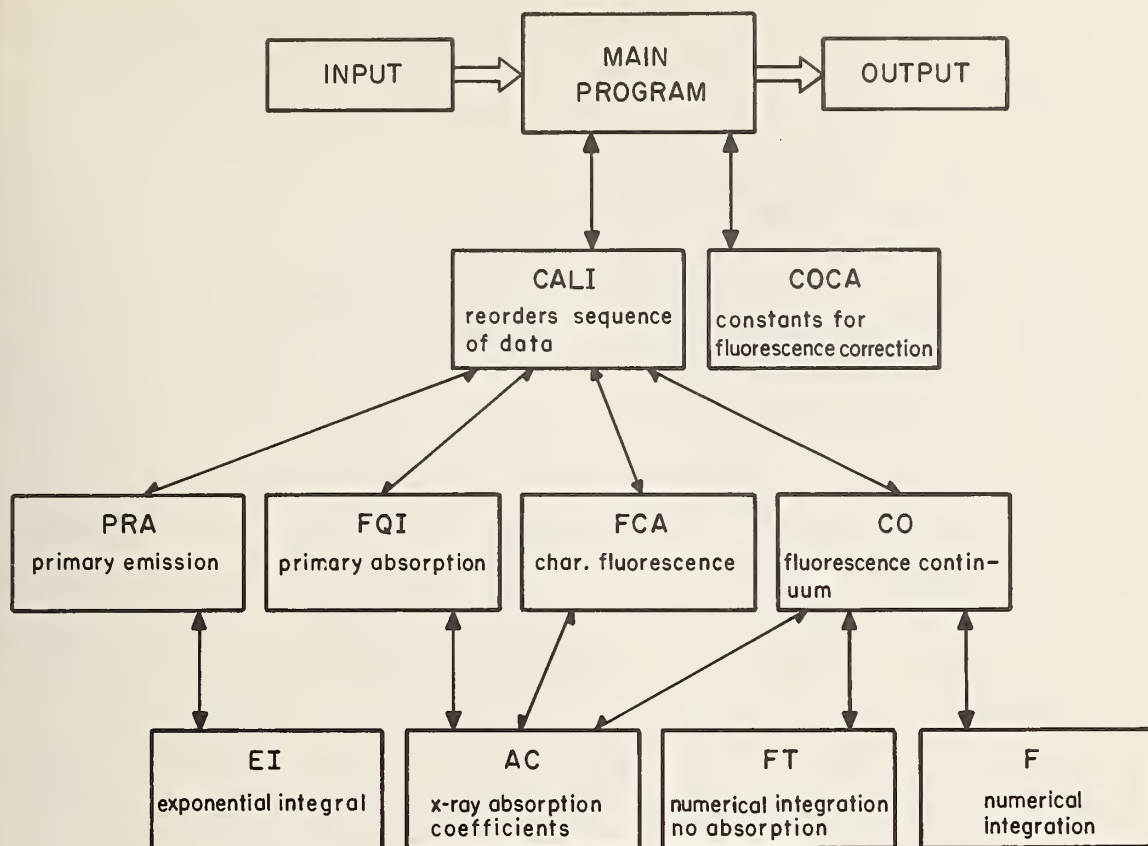 INPUT
MAIN
PROGRAM
OUTPUT
CALI
reorders sequence
of data
COCA
constants for
fluorescence correction
PRA
primary emission
FQI
primary absorption
FCA
char. fluorescence
CO
fluorescence contin-
uum
EI
exponential integral
AC
x-ray absorption
coefficients
FT
numerical integration
no absorption
F
numerical
integration